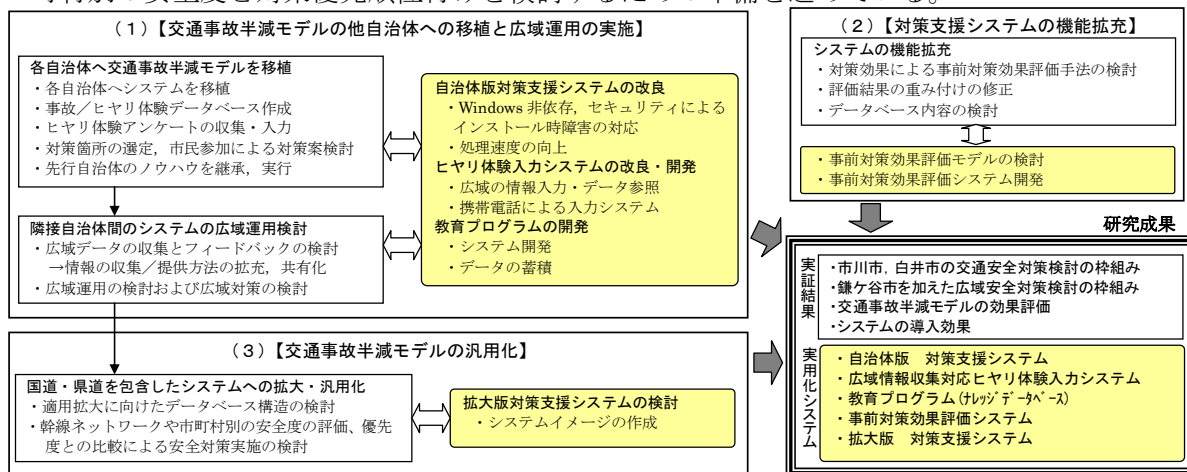 （１）【交通事故半減モデルの他自治体への移植と広域運用の実施】
各自治体へ交通事故半減モデルを移植
・各自治体へシステムを移植
・事故／ヒヤリ体験データベース作成
・ヒヤリ体験アンケートの収集・入力
・対策箇所の選定，市民参加による対策案検討
・先行自治体のノウハウを継承，実行
自治体版対策支援システムの改良
・Windows 非依存，セキュリティによる
インストール時障害の対応
・処理速度の向上
ヒヤリ体験入力システムの改良・開発
・広域の情報入力・データ参照
・携帯電話による入力システム
教育プログラムの開発
・システム開発
・データの蓄積
隣接自治体間のシステムの広域運用検討
・広域データの収集とフィードバックの検討
→情報の収集／提供方法の拡充，共有化
・広域運用の検討および広域対策の検討
（２）【対策支援システムの機能拡充】
システムの機能拡充
・対策効果による事前対策効果評価手法の検討
・評価結果の重み付けの修正
・データベース内容の検討
・事前対策効果評価モデルの検討
・事前対策効果評価システム開発
（３）【交通事故半減モデルの汎用化】
国道・県道を包含したシステムへの拡大・汎用化
・適用拡大に向けたデータベース構造の検討
・幹線ネットワークや市町村別の安全度の評価、優先
度との比較による安全対策実施の検討
拡大版対策支援システムの検討
・システムイメージの作成
研究成果
実証結果
・市川市，白井市の交通安全対策検討の枠組み
・鎌ケ谷市を加えた広域安全対策検討の枠組み
・交通事故半減モデルの効果評価
・システムの導入効果
実用化システム
・自治体版　対策支援システム
・広域情報収集対応ヒヤリ体験入力システム
・教育プログラム（ﾅﾚｯｼﾞﾃﾞｰﾀﾍﾞｰｽ）
・事前対策効果評価システム
・拡大版　対策支援システム